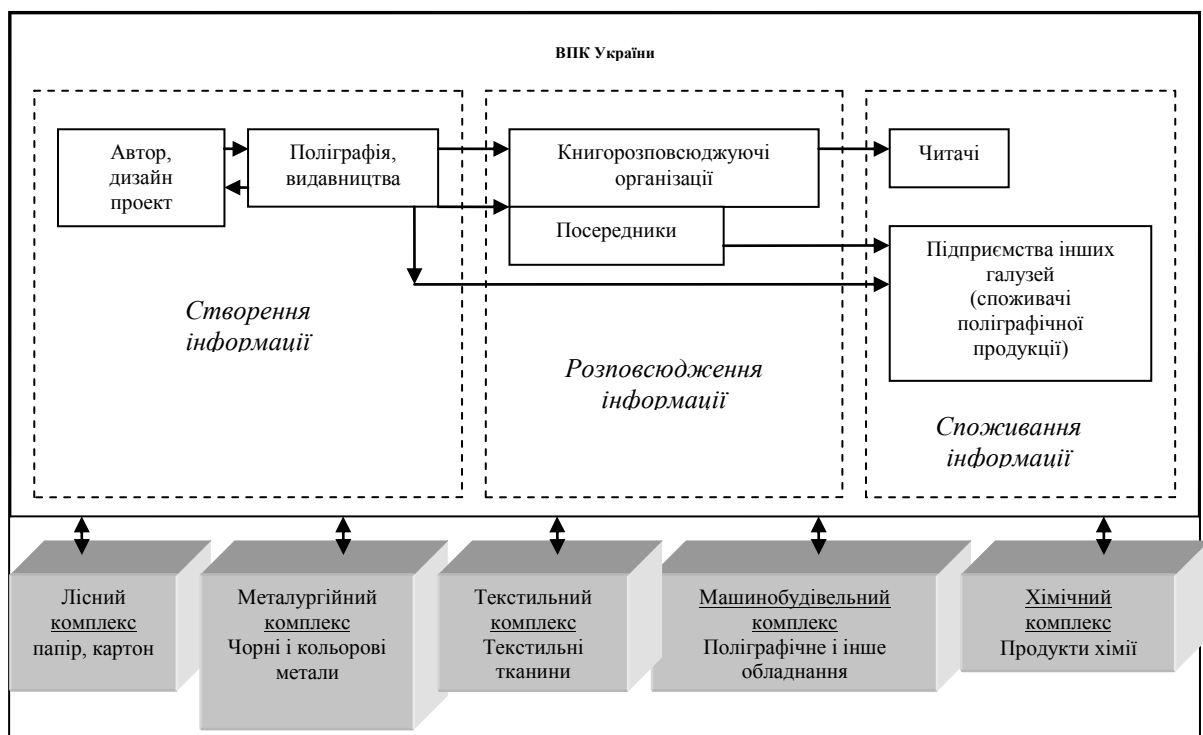 ВПК України
Автор,
дизайн
проект
Поліграфія,
видавництва
Створення
інформації
Книгорозповсюджуючі
організації
Посередники
Розповсюдження
інформації
Читачі
Підприємства інших
галузей
(споживачі
поліграфічної
продукції)
Споживання
інформації
Лісний
комплекс
папір, картон
Металургійний
комплекс
Чорні і кольорові
метали
Текстильний
комплекс
Текстильні
тканини
Машинобудівельний
комплекс
Поліграфічне і інше
обладнання
Хімічний
комплекс
Продукти хімії